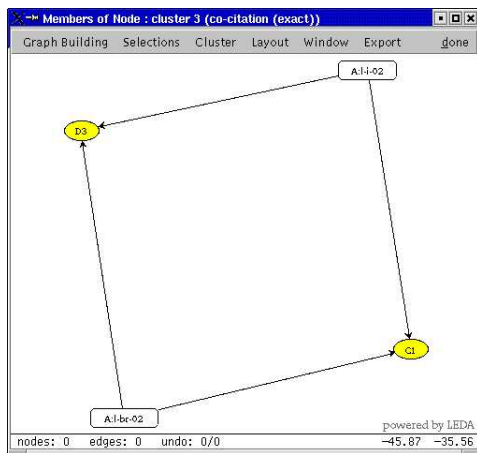 Members of Node : cluster 3 (co-citation (exact))
Graph Building Selections Cluster Layout Window Export done
A:l-i-02
D3
C1
A:l-br-02
powered by LEDA
nodes: 0 edges: 0 undo: 0/0 -45.87 -35.56